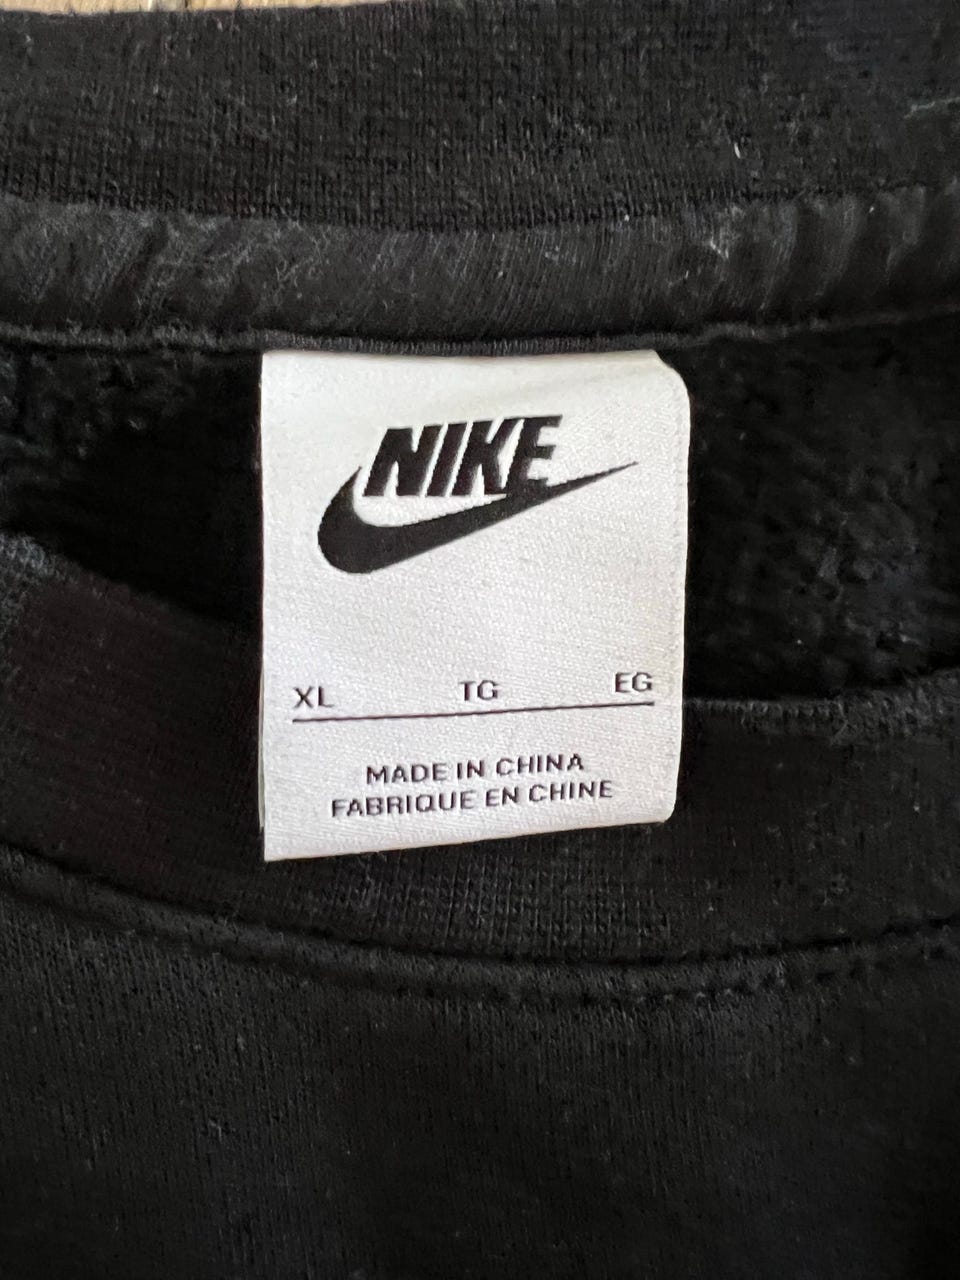 NIKE
XL TG EG
MADE IN CHINA
FABRIQUE EN CHINE